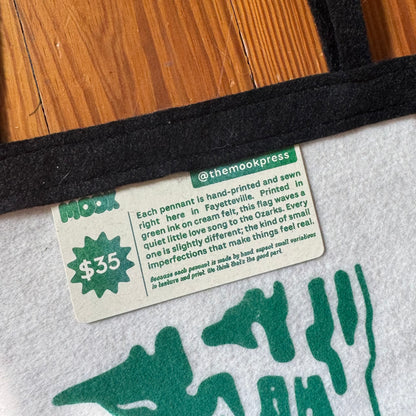 @themookpress
MOOK
Each pennant is hand-printed and sewn
right here in Fayetteville. Printed in
green ink on cream felt, this flag waves a
quiet little love song to the Ozarks. Every
one is slightly different; the kind of small
imperfections that make things feel real.
$35
Because each pennant is made by hand, expect small variations
in texture and print. We think that's the good part.